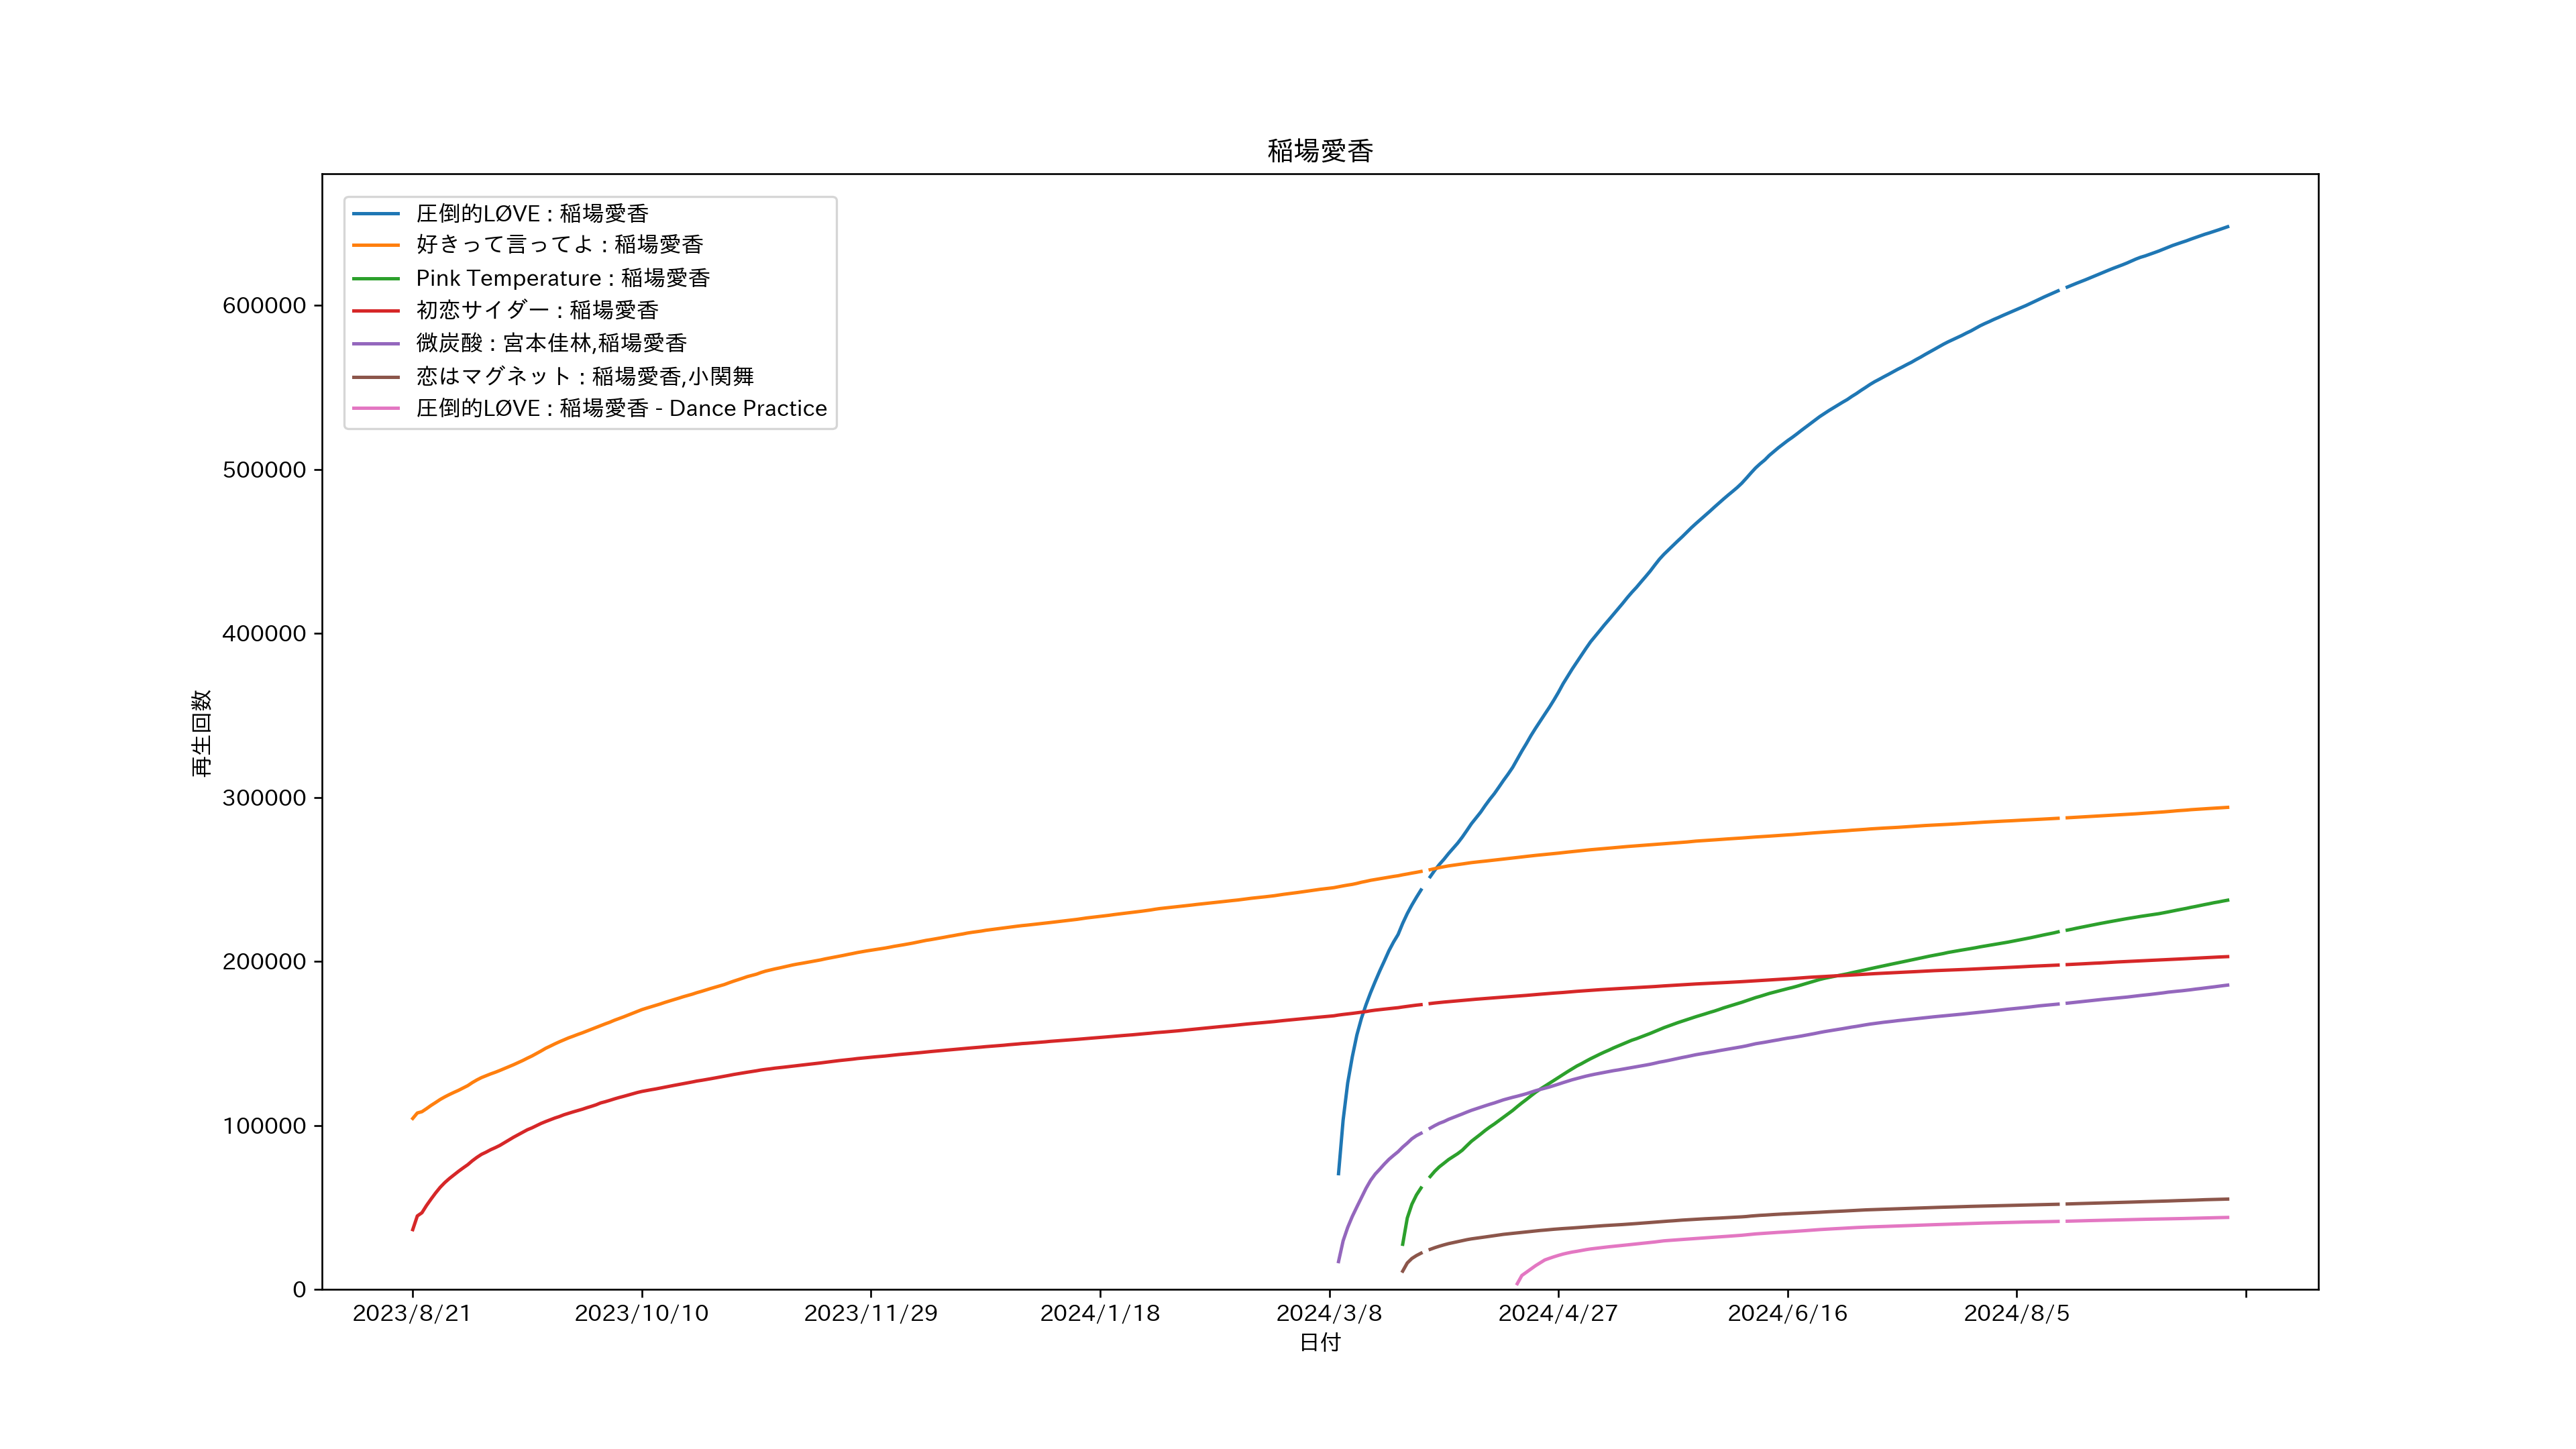 稲場愛香
圧倒的LØVE : 稲場愛香
好きって言ってよ : 稲場愛香
Pink Temperature : 稲場愛香
初恋サイダー : 稲場愛香
微炭酸 : 宮本佳林,稲場愛香
恋はマグネット : 稲場愛香,小関舞
圧倒的LØVE : 稲場愛香 - Dance Practice
600000
500000
400000
300000
200000
100000
0
再生回数
2023/8/21
2023/10/10
2023/11/29
2024/1/18
2024/3/8
2024/4/27
2024/6/16
2024/8/5
日付